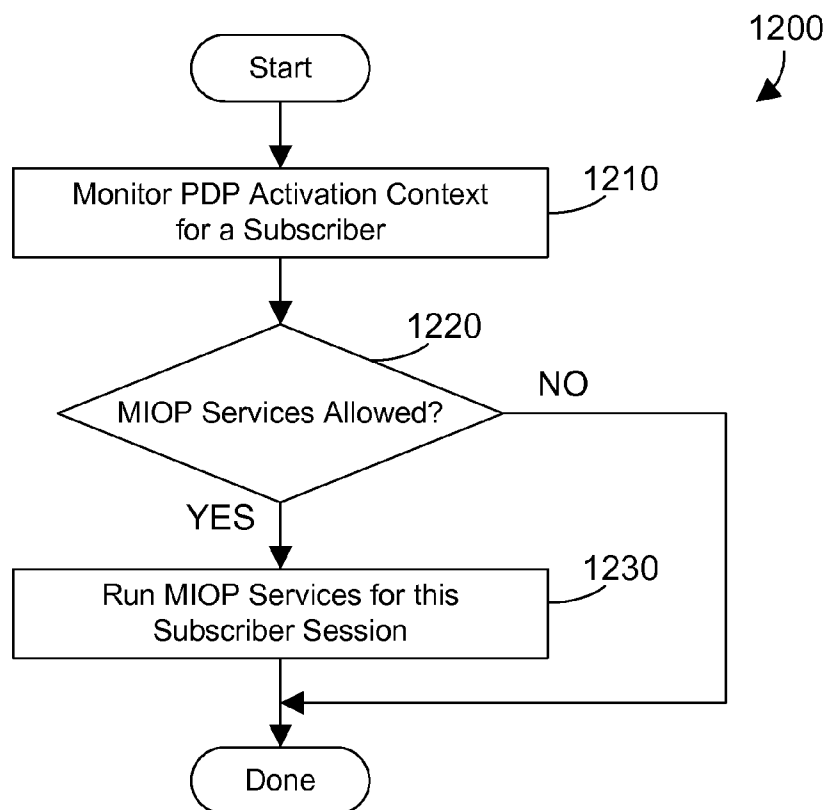 1200
Start
Monitor PDP Activation Context
for a Subscriber
1210
1220
MIOP Services Allowed?
NO
YES
Run MIOP Services for this
Subscriber Session
1230
Done